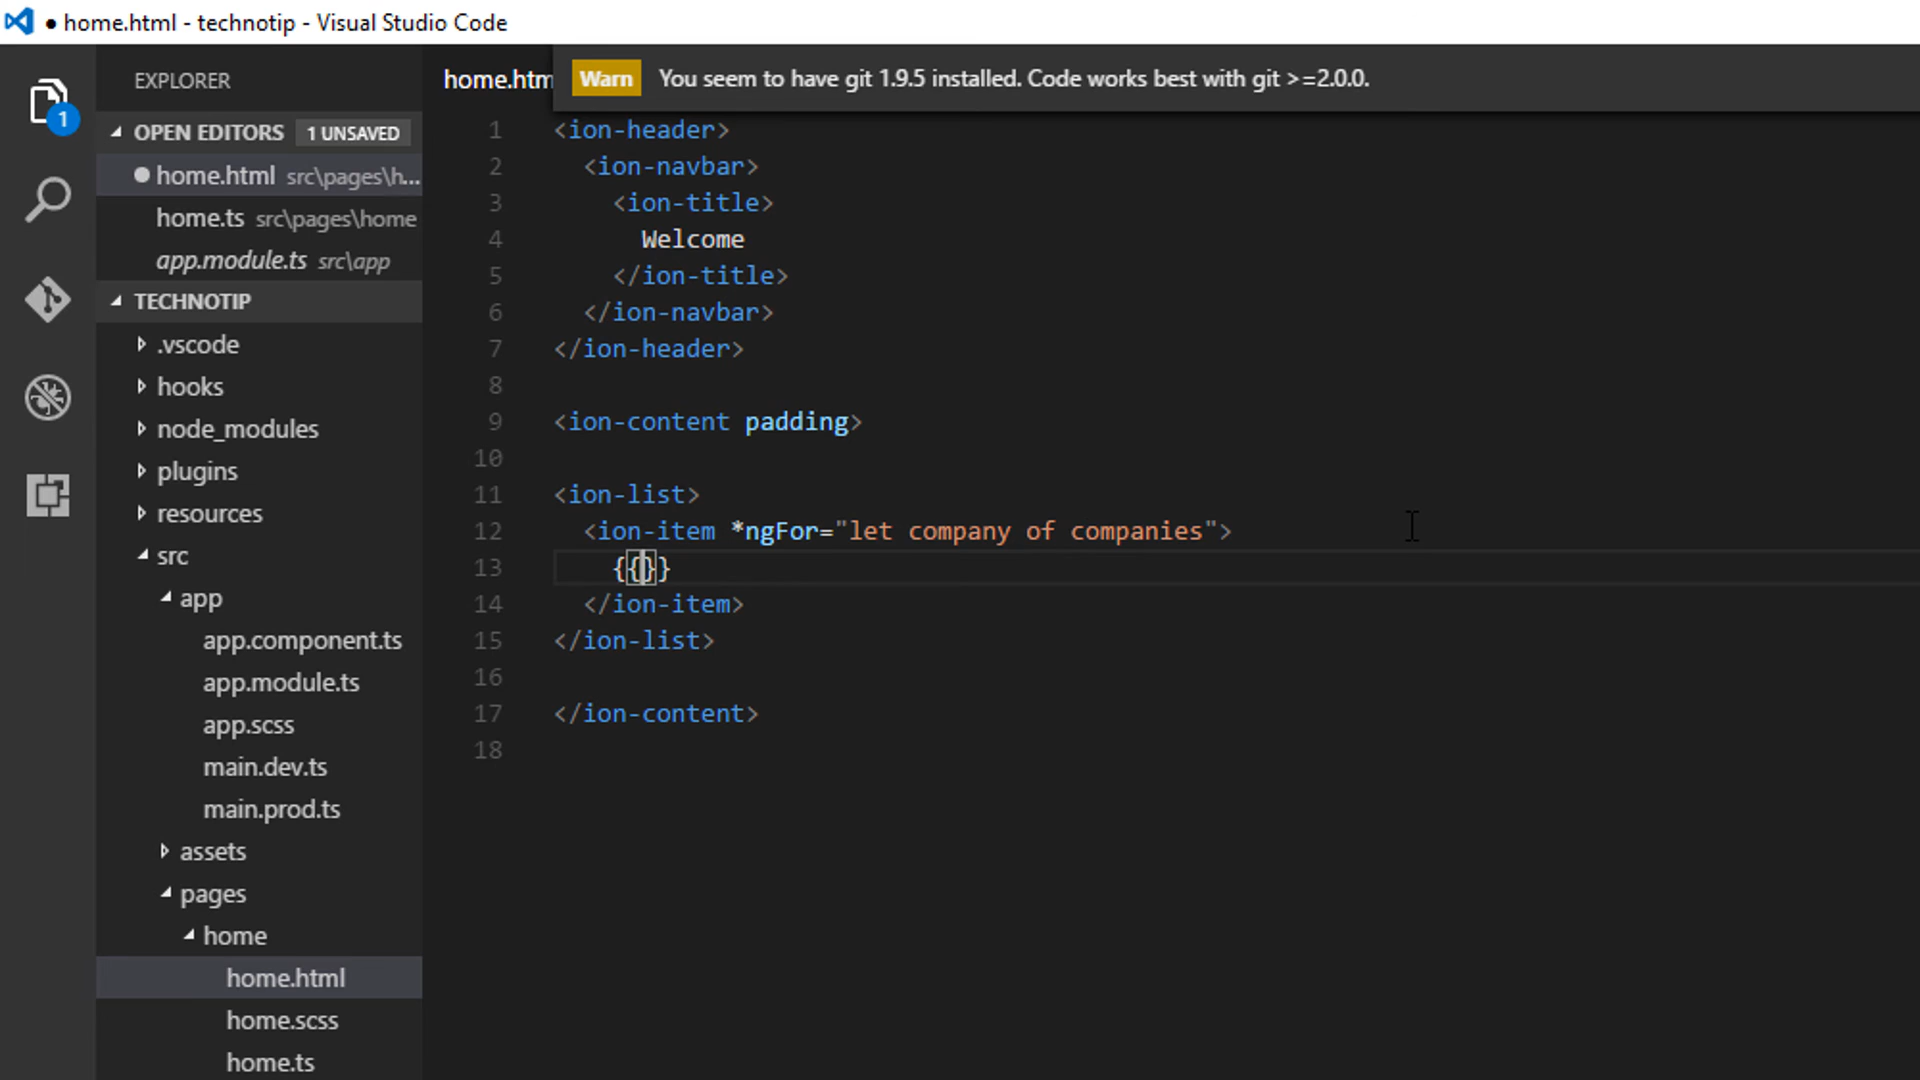 ● home.html - technotip - Visual Studio Code
EXPLORER
1
OPEN EDITORS 1 UNSAVED
home.html src\pages\h...
home.ts src\pages\home
app.module.ts src\app
TECHNOTIP
.vscode
hooks
node_modules
plugins
resources
src
app
app.component.ts
app.module.ts
app.scss
main.dev.ts
main.prod.ts
assets
pages
home
home.html
home.scss
home.ts
home.htm
Warn You seem to have git 1.9.5 installed. Code works best with git >=2.0.0.
1 <ion-header>
2 <ion-navbar>
3 <ion-title>
4 Welcome
5 </ion-title>
6 </ion-navbar>
7 </ion-header>
8
9 <ion-content padding>
10
11 <ion-list>
12 <ion-item *ngFor="let company of companies">
13 {{}}
14 </ion-item>
15 </ion-list>
16
17 </ion-content>
18